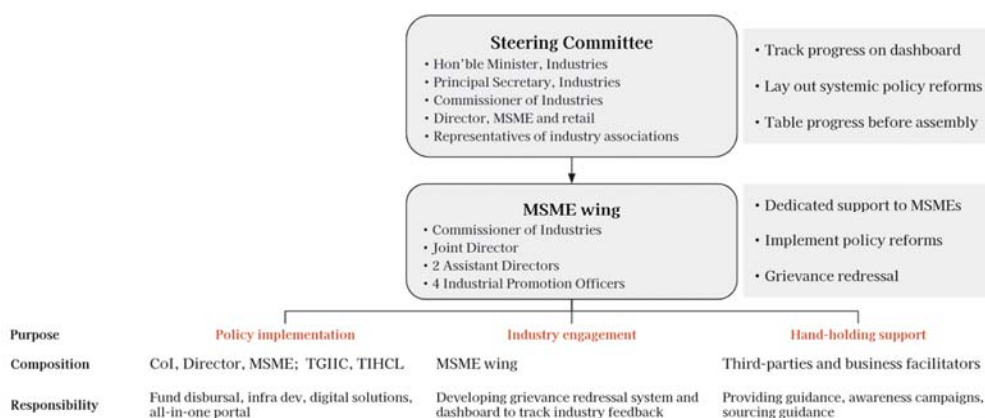 Steering Committee
• Hon'ble Minister, Industries
• Principal Secretary, Industries
• Commissioner of Industries
• Director, MSME and retail
• Representatives of industry associations
• Track progress on dashboard
• Lay out systemic policy reforms
• Table progress before assembly
MSME wing
• Commissioner of Industries
• Joint Director
• 2 Assistant Directors
• 4 Industrial Promotion Officers
• Dedicated support to MSMEs
• Implement policy reforms
• Grievance redressal
Purpose Policy implementation Industry engagement Hand-holding support
Composition CoI, Director, MSME; TGIIC, TIHCL MSME wing Third-parties and business facilitators
Responsibility
Fund disbursal, infra dev, digital solutions,
all-in-one portal
Developing grievance redressal system and
dashboard to track industry feedback
Providing guidance, awareness campaigns,
sourcing guidance